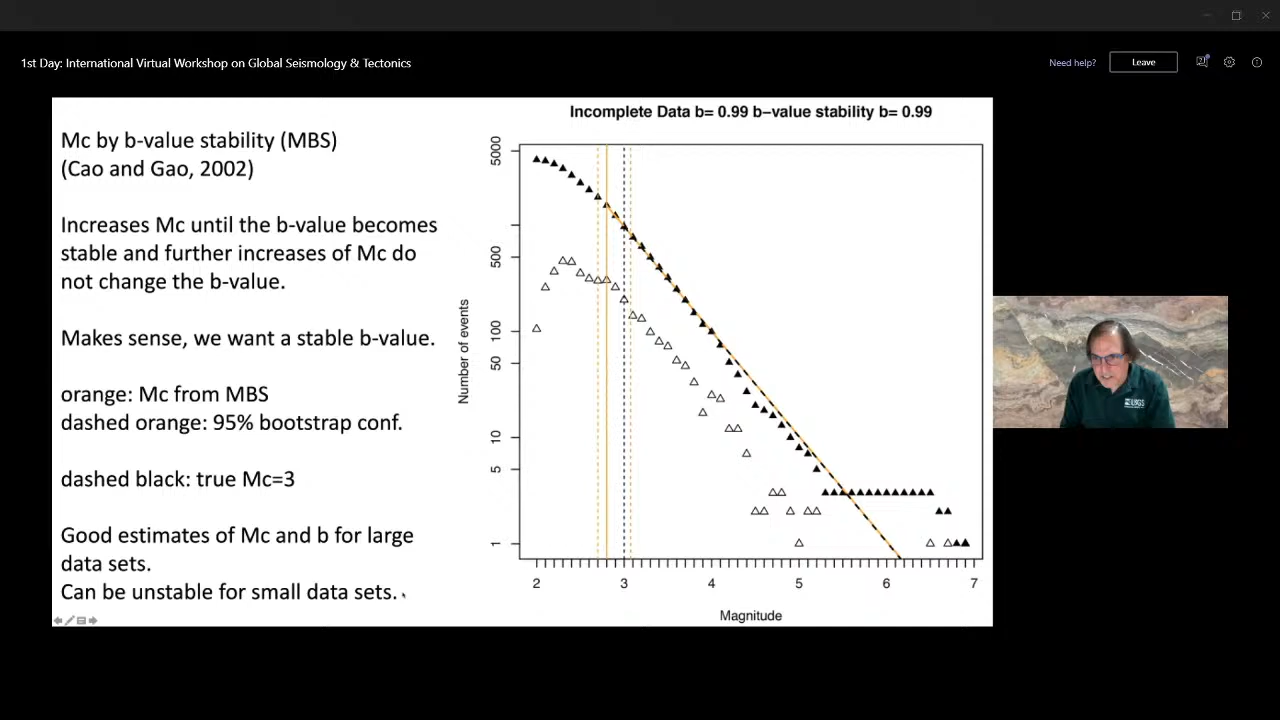 1st Day: International Virtual Workshop on Global Seismology & Tectonics
Need help?
Leave
Mc by b-value stability (MBS)
(Cao and Gao, 2002)
Increases Mc until the b-value becomes
stable and further increases of Mc do
not change the b-value.
Makes sense, we want a stable b-value.
orange: Mc from MBS
dashed orange: 95% bootstrap conf.
dashed black: true Mc=3
Good estimates of Mc and b for large
data sets.
Can be unstable for small data sets.
Incomplete Data b= 0.99 b−value stability b= 0.99
Number of events
5000
500
100
50
10
5
1
2 3 4 5 6 7
Magnitude
USGS